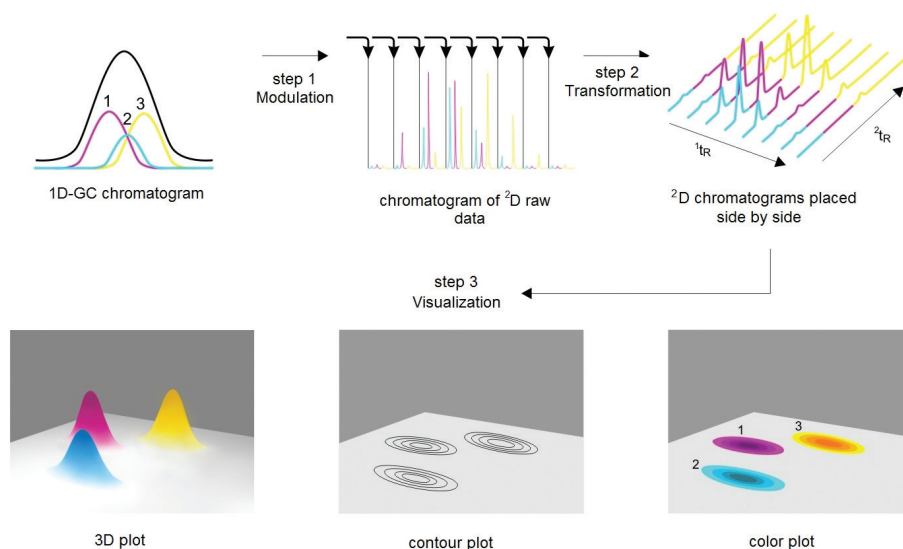 1
2
3
1D-GC chromatogram
step 1
Modulation
chromatogram of ²D raw
data
step 2
Transformation
¹tR
²tR
²D chromatograms placed
side by side
step 3
Visualization
3D plot
contour plot
1
3
2
color plot